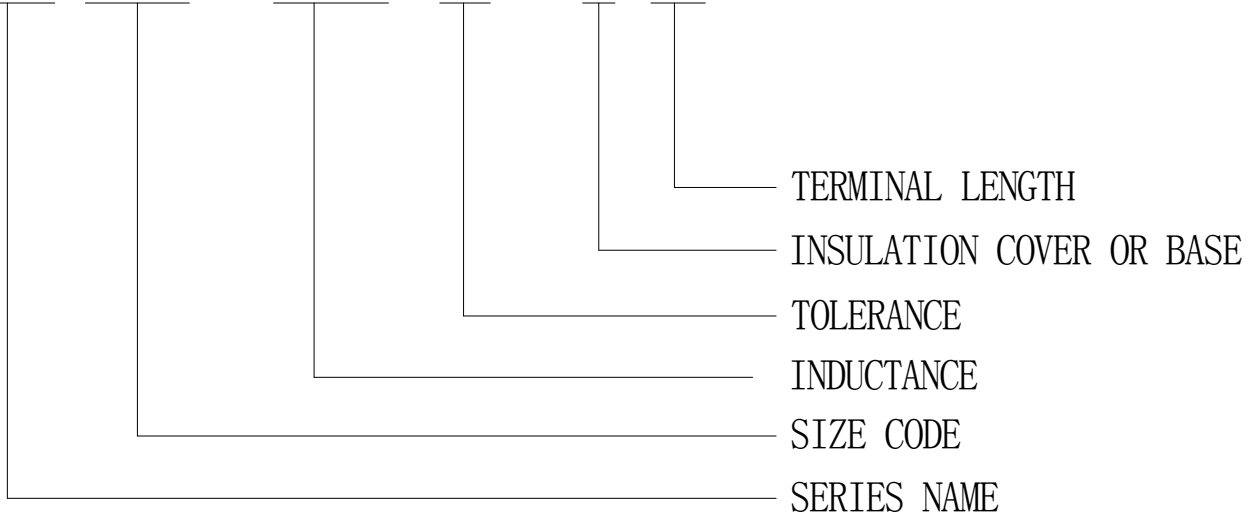 TERMINAL LENGTH
INSULATION COVER OR BASE
TOLERANCE
INDUCTANCE
SIZE CODE
SERIES NAME